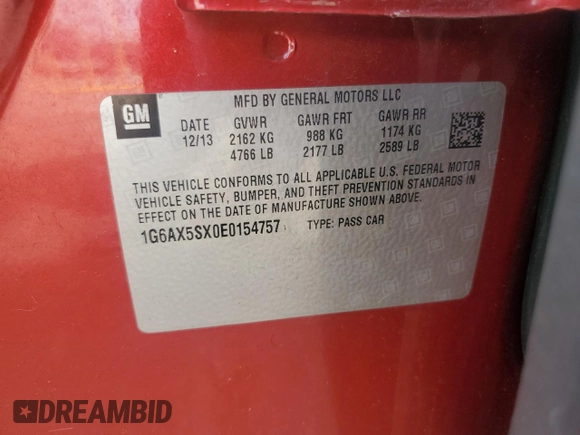 GM
MFD BY GENERAL MOTORS LLC
12/13 GVWR GAWR FRT GAWR RR
2162 KG 988 KG 1174 KG
4766 LB 2177 LB 2589 LB
THIS VEHICLE CONFORMS TO ALL APPLICABLE U.S. FEDERAL MOTOR
VEHICLE SAFETY, BUMPER, AND THEFT PREVENTION STANDARDS IN
EFFECT ON THE DATE OF MANUFACTURE SHOWN ABOVE.
1G6AX5SX0E0154757 TYPE: PASS CAR
DREAMBID